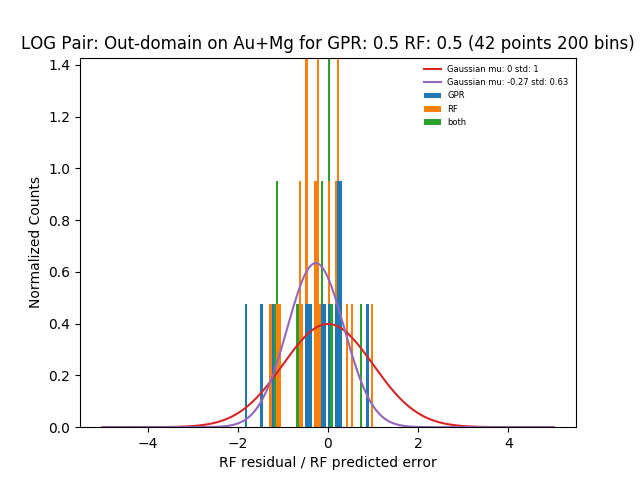 LOG Pair: Out-domain on Au+Mg for GPR: 0.5 RF: 0.5 (42 points 200 bins)
Gaussian mu: 0 std: 1
Gaussian mu: -0.27 std: 0.63
GPR
RF
both
Normalized Counts
1.4
1.2
1.0
0.8
0.6
0.4
0.2
0.0
−4
−2
0
2
4
RF residual / RF predicted error